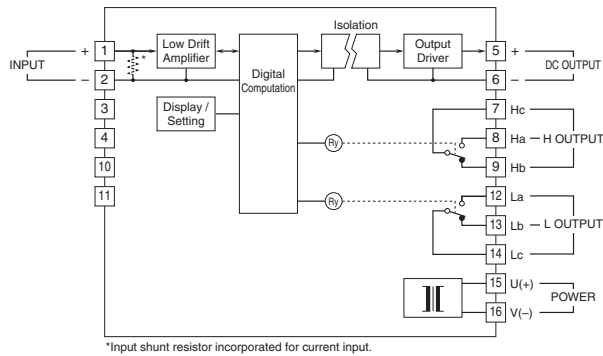 Isolation
INPUT
+ 1
− 2
3
4
10
11
*
Low Drift
Amplifier
Display /
Setting
Digital
Computation
Output
Driver
Ry
Ry
5 +
6 −
DC OUTPUT
7 Hc
8 Ha
9 Hb
H OUTPUT
12 La
13 Lb
14 Lc
L OUTPUT
15 U(+)
16 V(–)
POWER
*Input shunt resistor incorporated for current input.